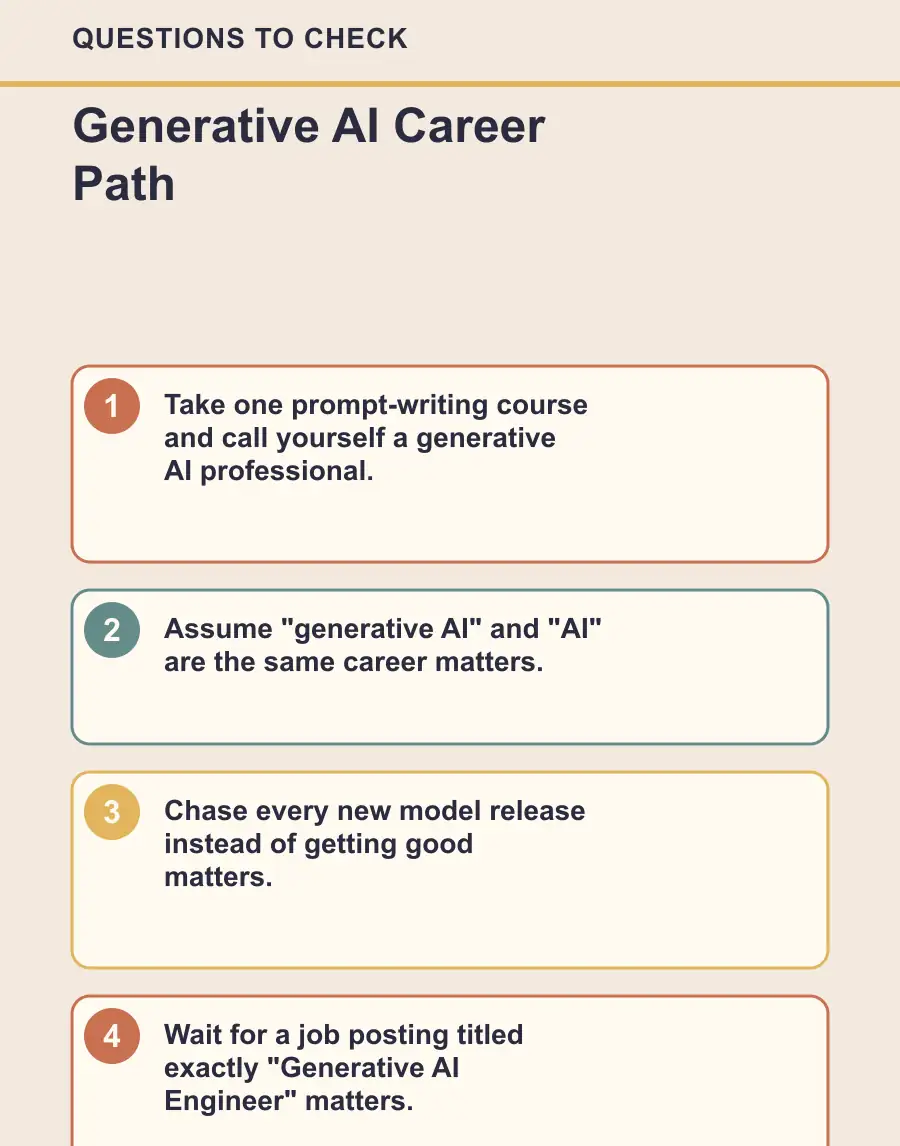 QUESTIONS TO CHECK
Generative AI Career
Path
1
Take one prompt-writing course
and call yourself a generative
AI professional.
2
Assume "generative AI" and "AI"
are the same career matters.
3
Chase every new model release
instead of getting good
matters.
4
Wait for a job posting titled
exactly "Generative AI
Engineer" matters.